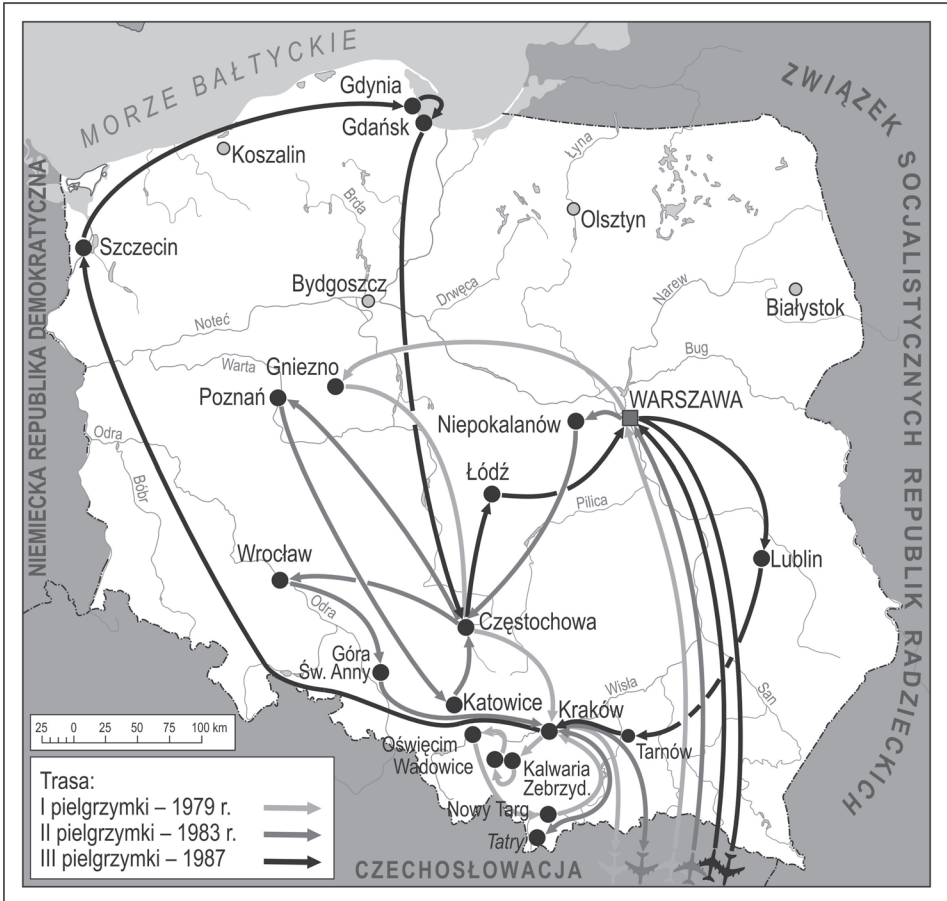 MORZE BAŁTYCKIE
ZWIĄZEK SOCJALISTYCZNYCH REPUBLIK RADZIECKICH
NIEMIECKA REPUBLIKA DEMOKRATYCZNA
Gdynia
Gdańsk
Koszalin
Łyna
Brda
Olsztyn
Szczecin
Bydgoszcz
Drwęca
Narew
Białystok
Noteć
Bug
Warta
Gniezno
Poznań
Niepokalanów
WARSZAWA
Odra
Bóbr
Łódź
Pilica
Wrocław
Lublin
Odra
Częstochowa
Góra
Św. Anny
Katowice
Wisła
San
Kraków
Oświęcim
Tarnów
Wadowice
Kalwaria
Zebrzyd.
Nowy Targ
Tatry
CZECHOSŁOWACJA
25 0 25 50 75 100 km
Trasa:
I pielgrzymki – 1979 r.
II pielgrzymki – 1983 r.
III pielgrzymki – 1987